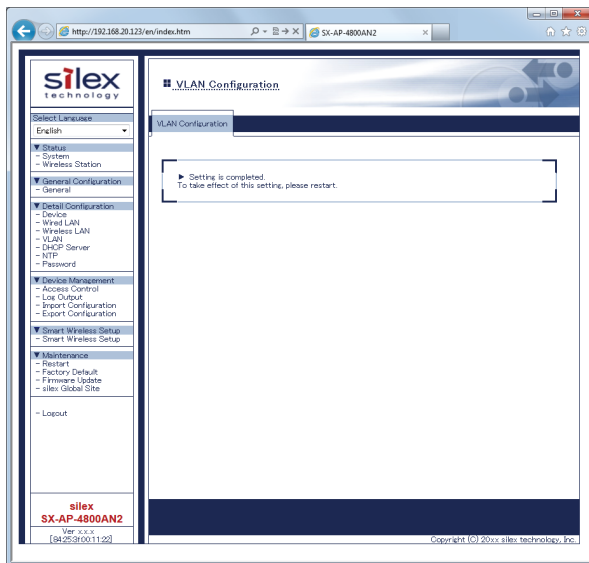 http://192.168.20.123/en/index.htm
SX-AP-4800AN2
silex
technology
Select Language
English
▼ Status
- System
- Wireless Station
▼ General Configuration
- General
▼ Detail Configuration
- Device
- Wired LAN
- Wireless LAN
- VLAN
- DHCP Server
- NTP
- Password
▼ Device Management
- Access Control
- Log Output
- Import Configuration
- Export Configuration
▼ Smart Wireless Setup
- Smart Wireless Setup
▼ Maintenance
- Restart
- Factory Default
- Firmware Update
- silex Global Site
- Logout
silex
SX-AP-4800AN2
Ver x.x.x
[84:25:3f:00:11:22]
VLAN Configuration
VLAN Configuration
► Setting is completed.
To take effect of this setting, please restart.
Copyright (C) 20xx silex technology, Inc.